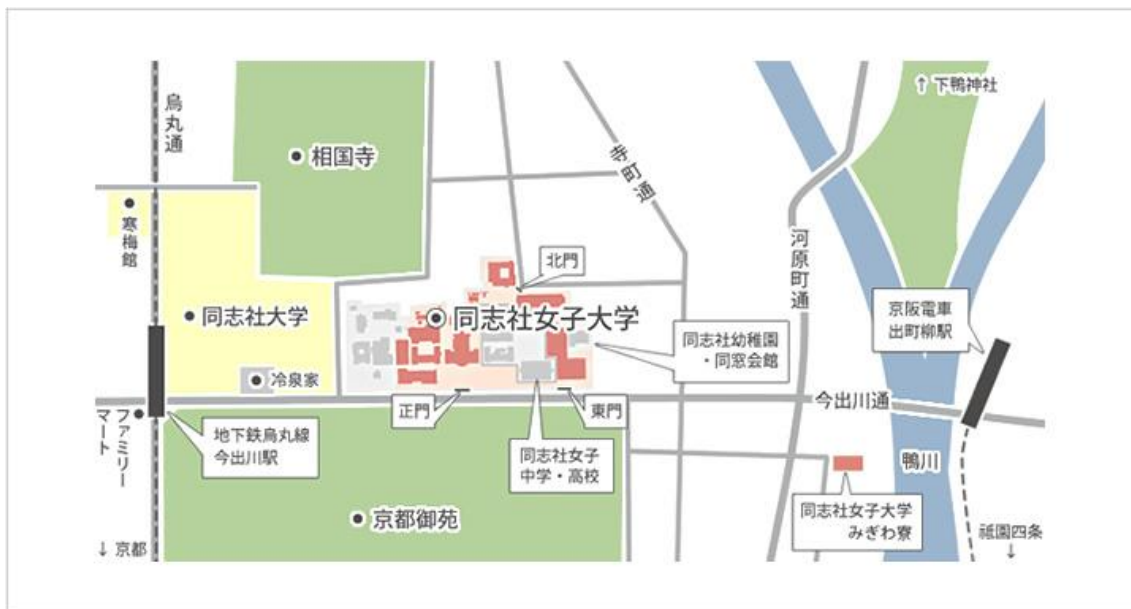 烏丸通
↑ 下鴨神社
相国寺
寺町通
寒梅館
河原町通
北門
京阪電車
出町柳駅
同志社大学
同志社女子大学
同志社幼稚園
・同窓会館
冷泉家
正門
東門
今出川通
ファミリー
マート
地下鉄烏丸線
今出川駅
同志社女子
中学・高校
鴨川
京都御苑
同志社女子大学
みぎわ寮
祗園四条
↓
↓ 京都